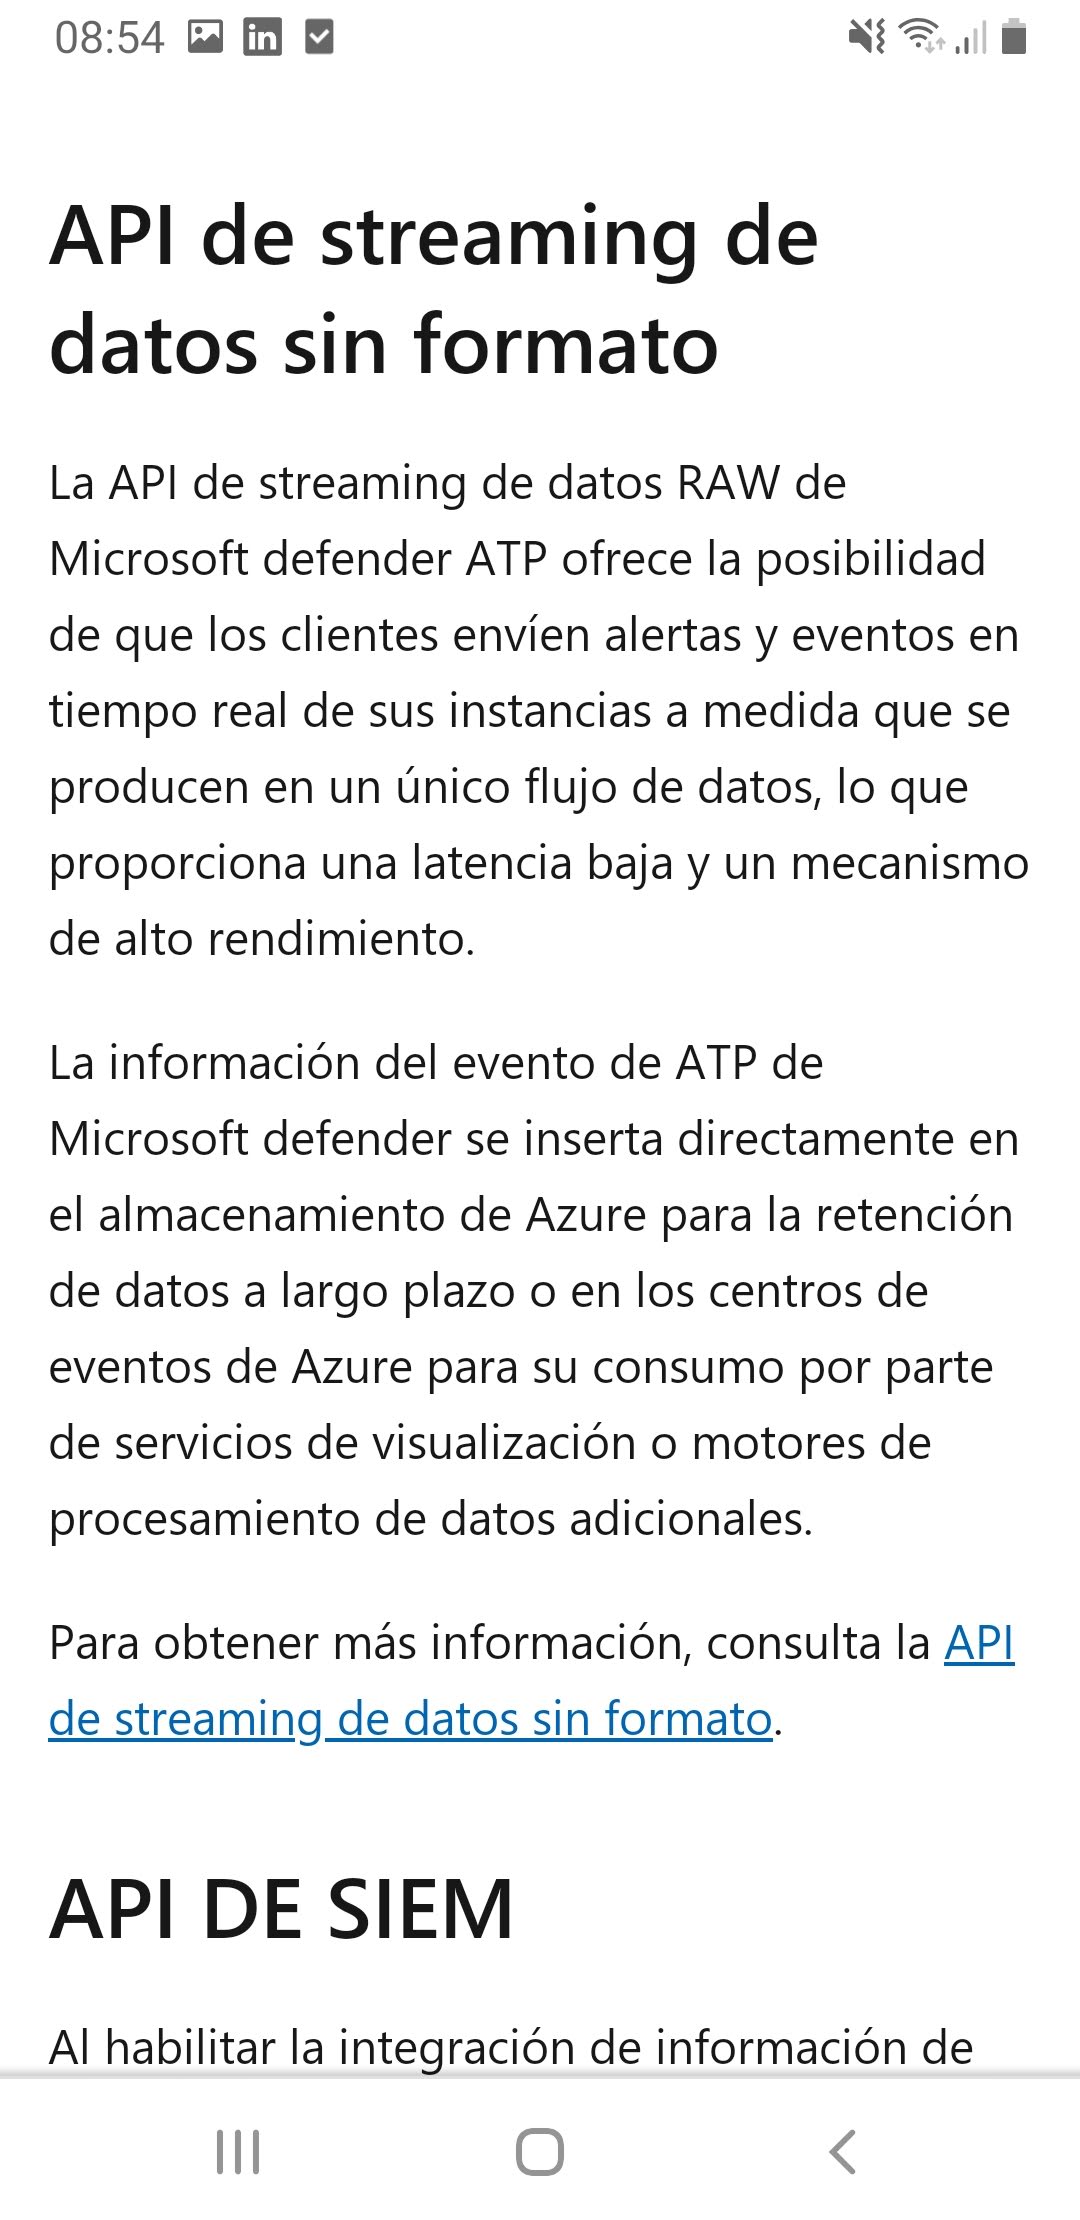 08:54
API de streaming de
datos sin formato
La API de streaming de datos RAW de
Microsoft defender ATP ofrece la posibilidad
de que los clientes envíen alertas y eventos en
tiempo real de sus instancias a medida que se
producen en un único flujo de datos, lo que
proporciona una latencia baja y un mecanismo
de alto rendimiento.
La información del evento de ATP de
Microsoft defender se inserta directamente en
el almacenamiento de Azure para la retención
de datos a largo plazo o en los centros de
eventos de Azure para su consumo por parte
de servicios de visualización o motores de
procesamiento de datos adicionales.
Para obtener más información, consulta la API
de streaming de datos sin formato.
API DE SIEM
Al habilitar la integración de información de